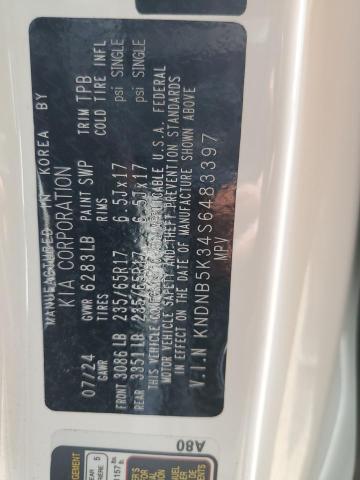 MANUFACTURED IN KOREA BY
KIA CORPORATION
07/24 GVWR 6283LB PAINT SWP TRIM TPB
GAWR TIRES RIMS COLD TIRE INFL
FRONT 3086LB 235/65R17 6.5Jx17 psi SINGLE
REAR 3351LB 235/65R17 6.5Jx17 psi SINGLE
THIS VEHICLE CONFORMS TO ALL APPLICABLE U.S.A. FEDERAL
MOTOR VEHICLE SAFETY AND THEFT PREVENTION STANDARDS
IN EFFECT ON THE DATE OF MANUFACTURE SHOWN ABOVE
V.I.N KNDNB5K34S6483397
MPV
A80